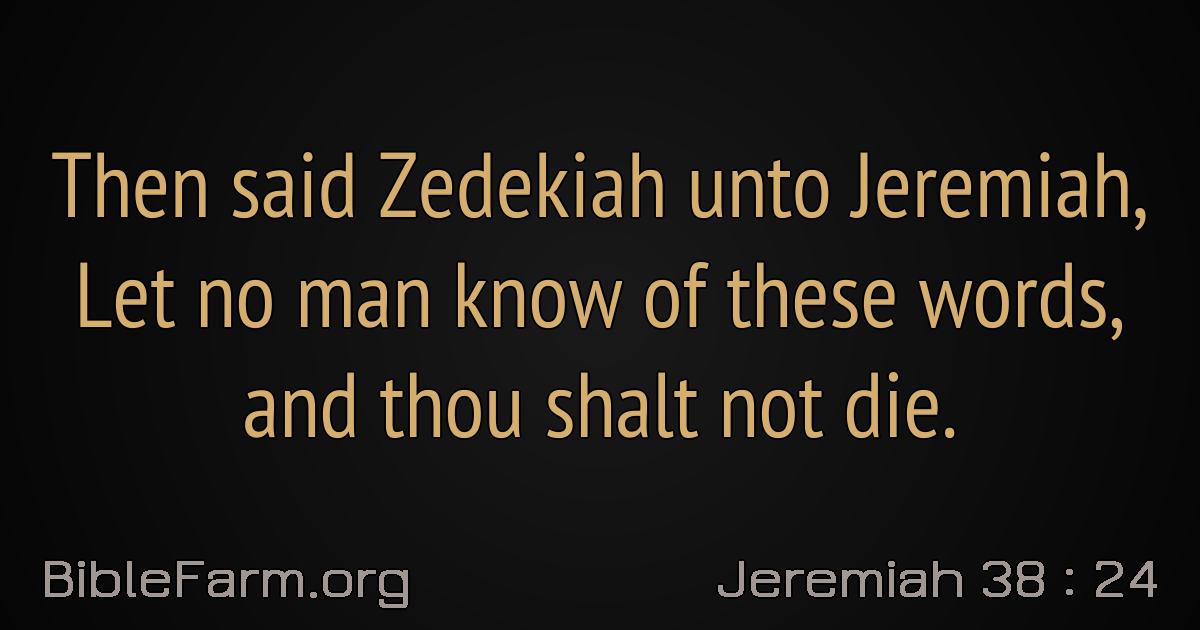 Then said Zedekiah unto Jeremiah,
Let no man know of these words,
and thou shalt not die.
BibleFarm.org
Jeremiah 38 : 24